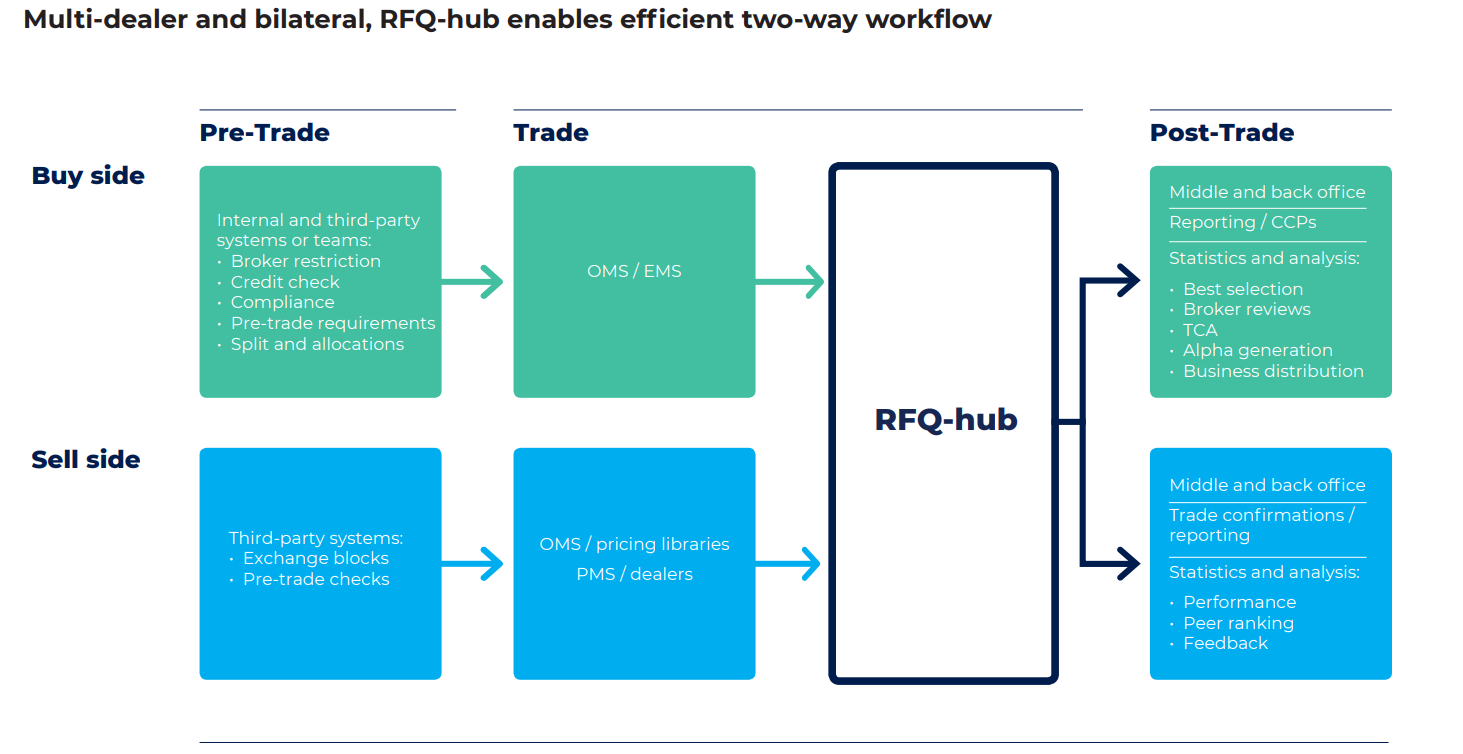 Multi-dealer and bilateral, RFQ-hub enables efficient two-way workflow
Pre-Trade
Trade
Post-Trade
Buy side
Internal and third-party
systems or teams:
• Broker restriction
• Credit check
• Compliance
• Pre-trade requirements
• Split and allocations
OMS / EMS
RFQ-hub
Middle and back office
Reporting / CCPs
Statistics and analysis:
• Best selection
• Broker reviews
• TCA
• Alpha generation
• Business distribution
Sell side
Third-party systems:
• Exchange blocks
• Pre-trade checks
OMS / pricing libraries
PMS / dealers
Middle and back office
Trade confirmations /
reporting
Statistics and analysis:
• Performance
• Peer ranking
• Feedback